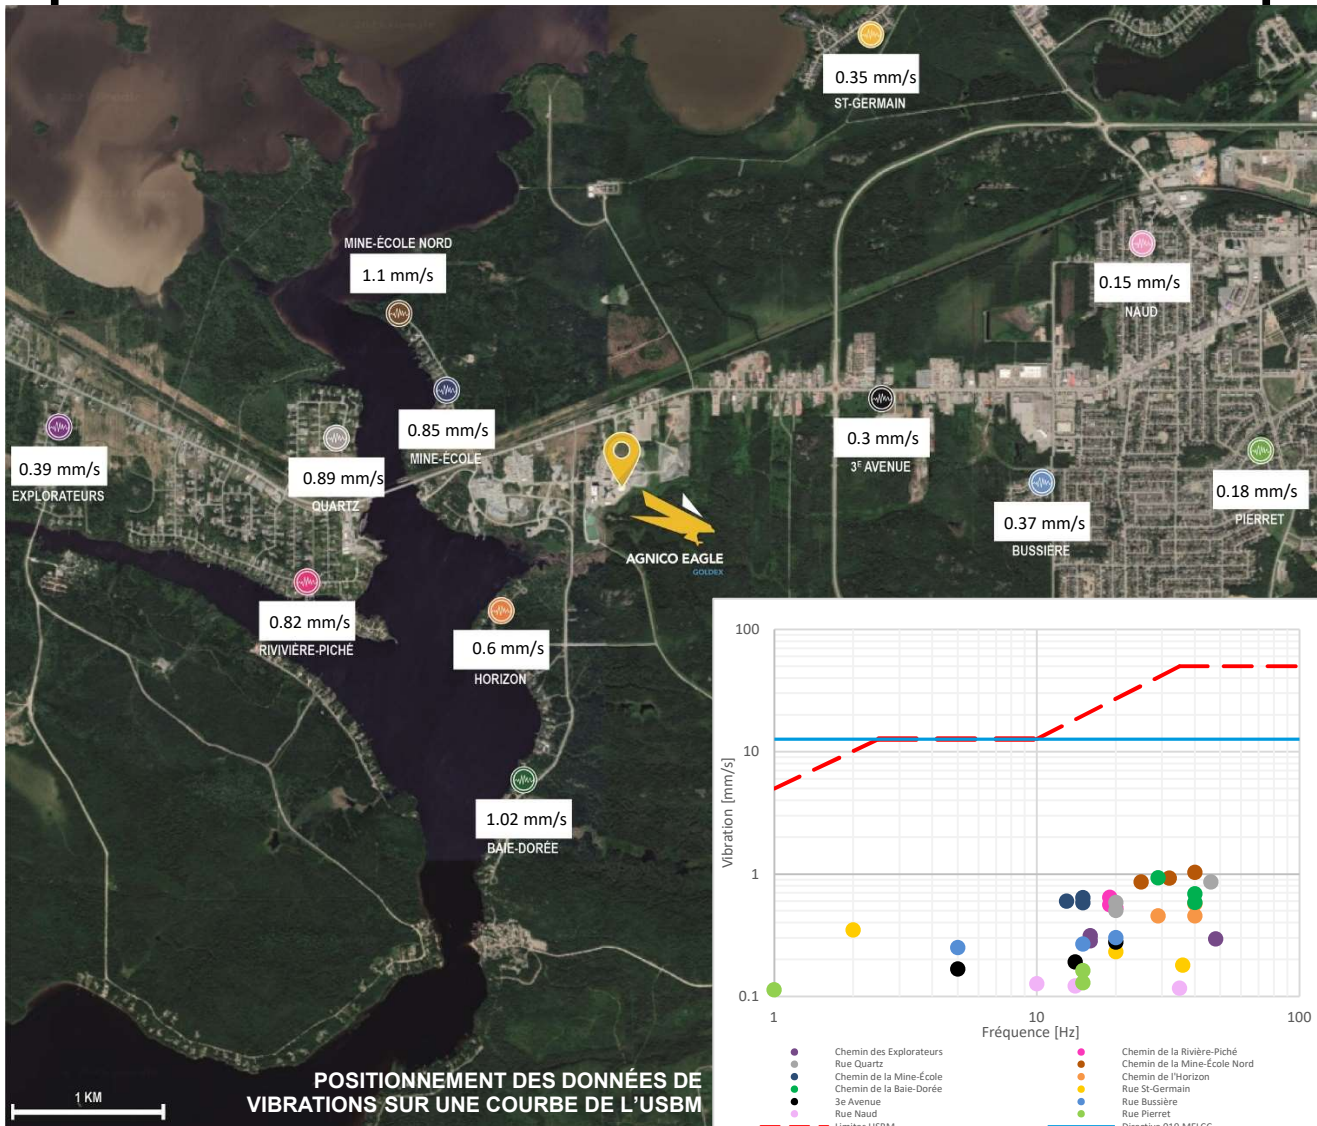 0.35 mm/s
ST-GERMAIN
MINE-ÉCOLE NORD
1.1 mm/s
0.15 mm/s
NAUD
0.85 mm/s
MINE-ÉCOLE
0.3 mm/s
3E AVENUE
0.39 mm/s
EXPLORATEURS
0.89 mm/s
QUARTZ
0.18 mm/s
PIERRET
0.37 mm/s
BUSSIÈRE
AGNICO EAGLE
GOLDEX
0.82 mm/s
RIVIVIÈRE-PICHÉ
0.6 mm/s
HORIZON
1.02 mm/s
BAIE-DORÉE
POSITIONNEMENT DES DONNÉES DE
VIBRATIONS SUR UNE COURBE DE L'USBM
1 KM
100
10
1
0.1
Vibration [mm/s]
1
10
100
Fréquence [Hz]
Chemin des Explorateurs
Chemin de la Rivière-Piché
Rue Quartz
Chemin de la Mine-École Nord
Chemin de la Mine-École
Chemin de l'Horizon
Chemin de la Baie-Dorée
Rue St-Germain
3e Avenue
Rue Bussière
Rue Naud
Rue Pierret
Limites USBM
Directive 019 MELCC